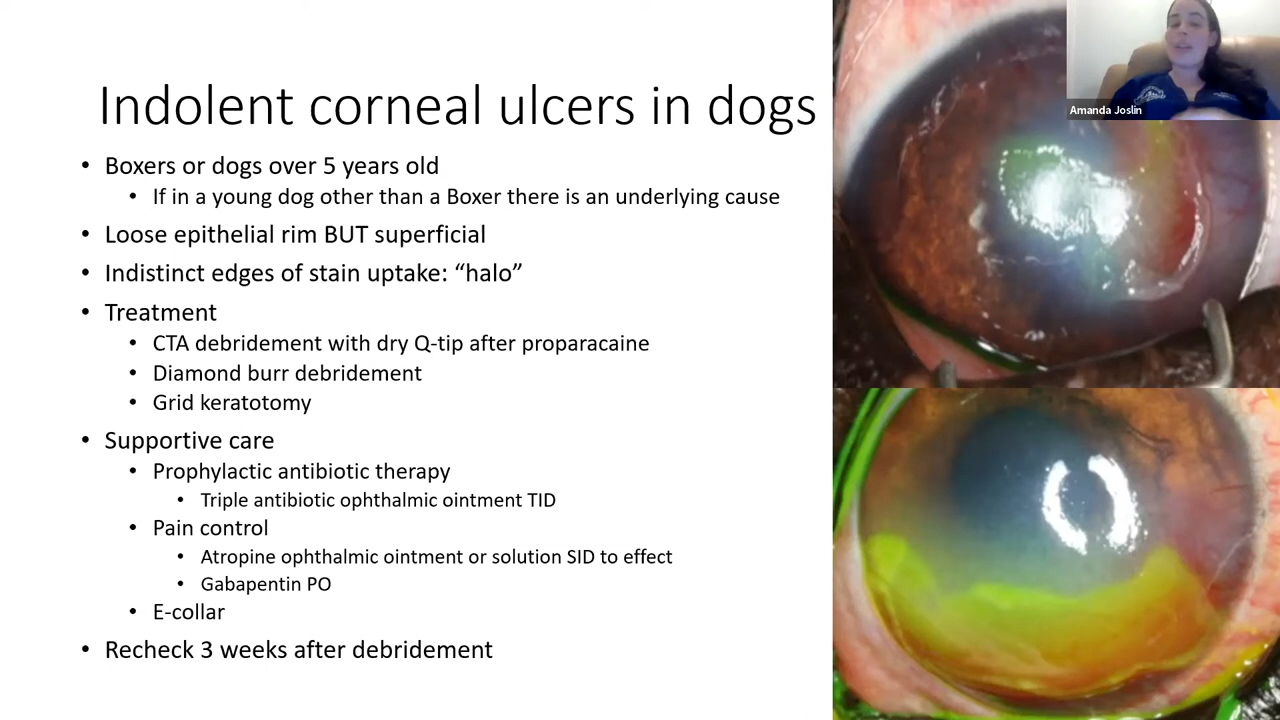 Indolent corneal ulcers in dogs
Amanda Joslin
• Boxers or dogs over 5 years old
• If in a young dog other than a Boxer there is an underlying cause
• Loose epithelial rim BUT superficial
• Indistinct edges of stain uptake: “halo”
• Treatment
• CTA debridement with dry Q-tip after proparacaine
• Diamond burr debridement
• Grid keratotomy
• Supportive care
• Prophylactic antibiotic therapy
• Triple antibiotic ophthalmic ointment TID
• Pain control
• Atropine ophthalmic ointment or solution SID to effect
• Gabapentin PO
• E-collar
• Recheck 3 weeks after debridement